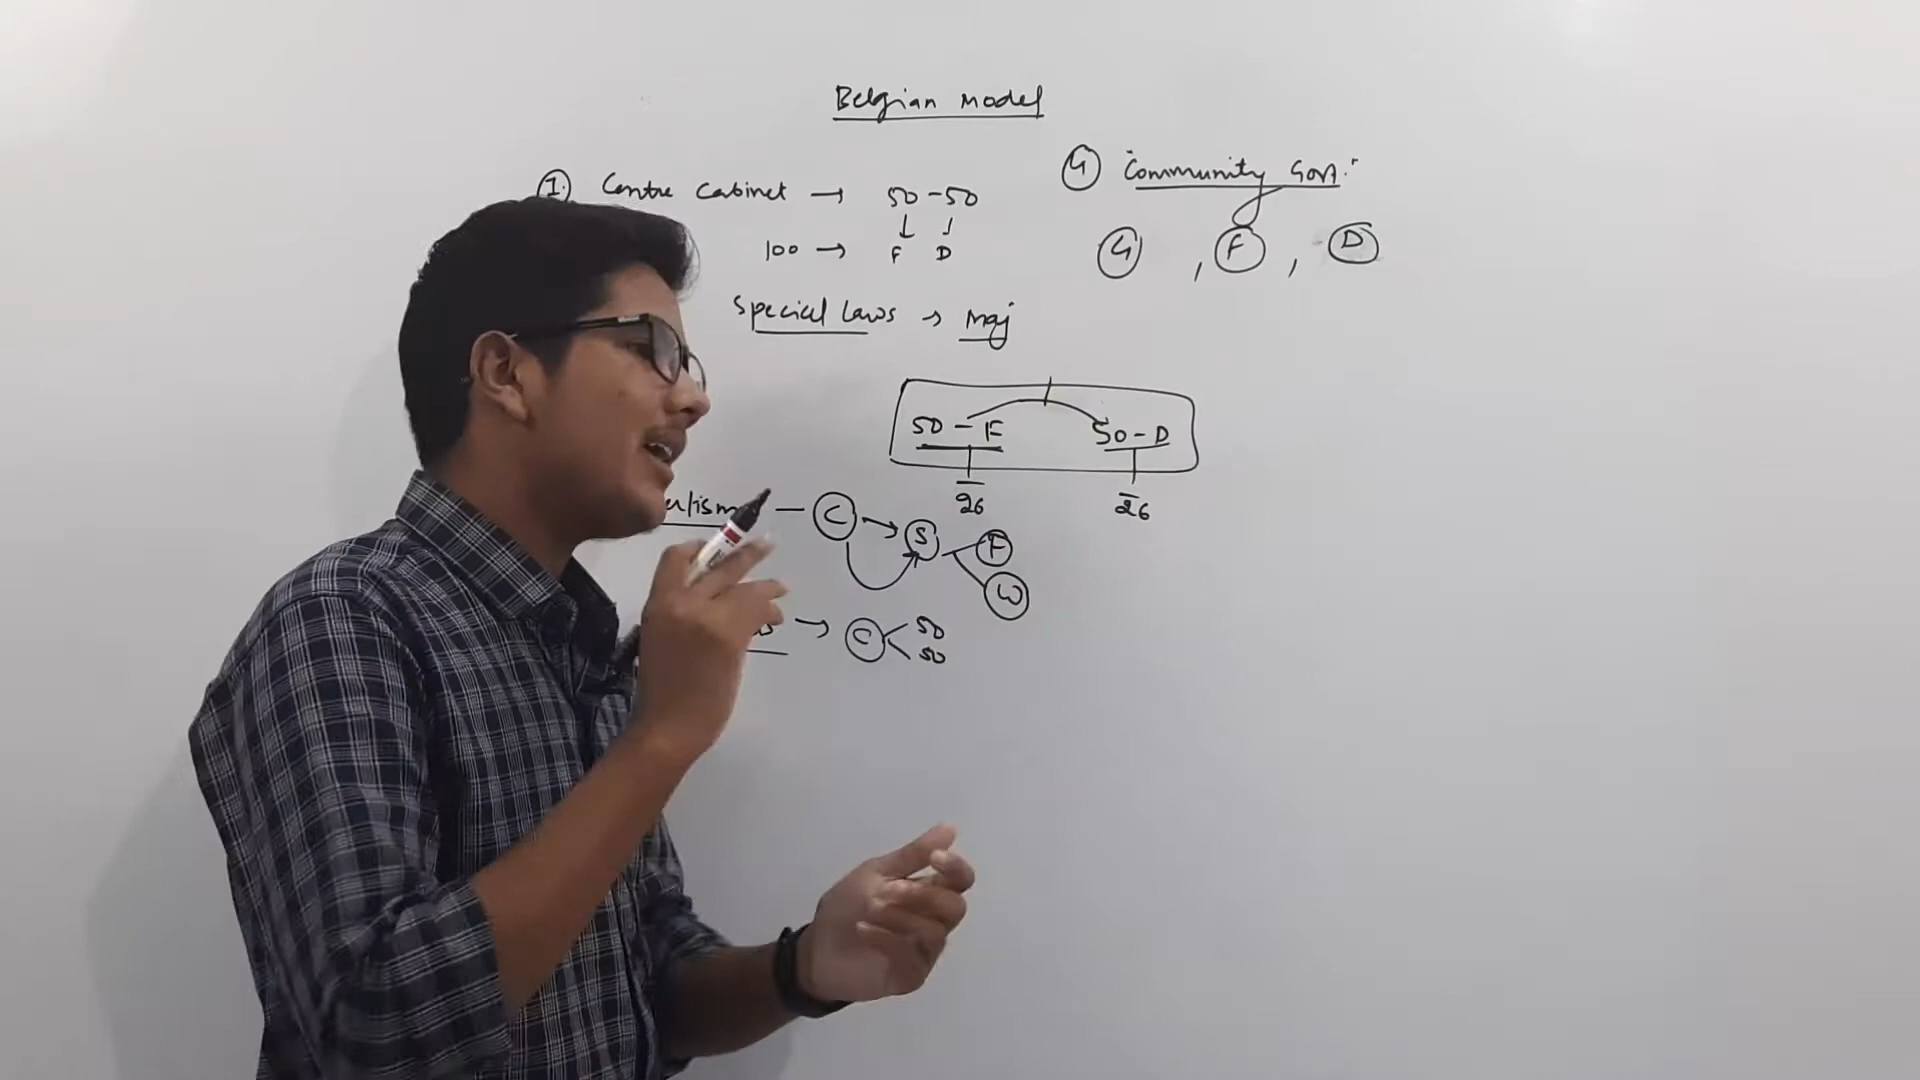 Belgian Model
1. Centre Cabinet → 50-50
↓ ↓
100 → F D
Special Laws → Maj
50 - F 50 - D
26 26
C → S F
W
→ C 50
50
4 "Community Gov."
G , F , D